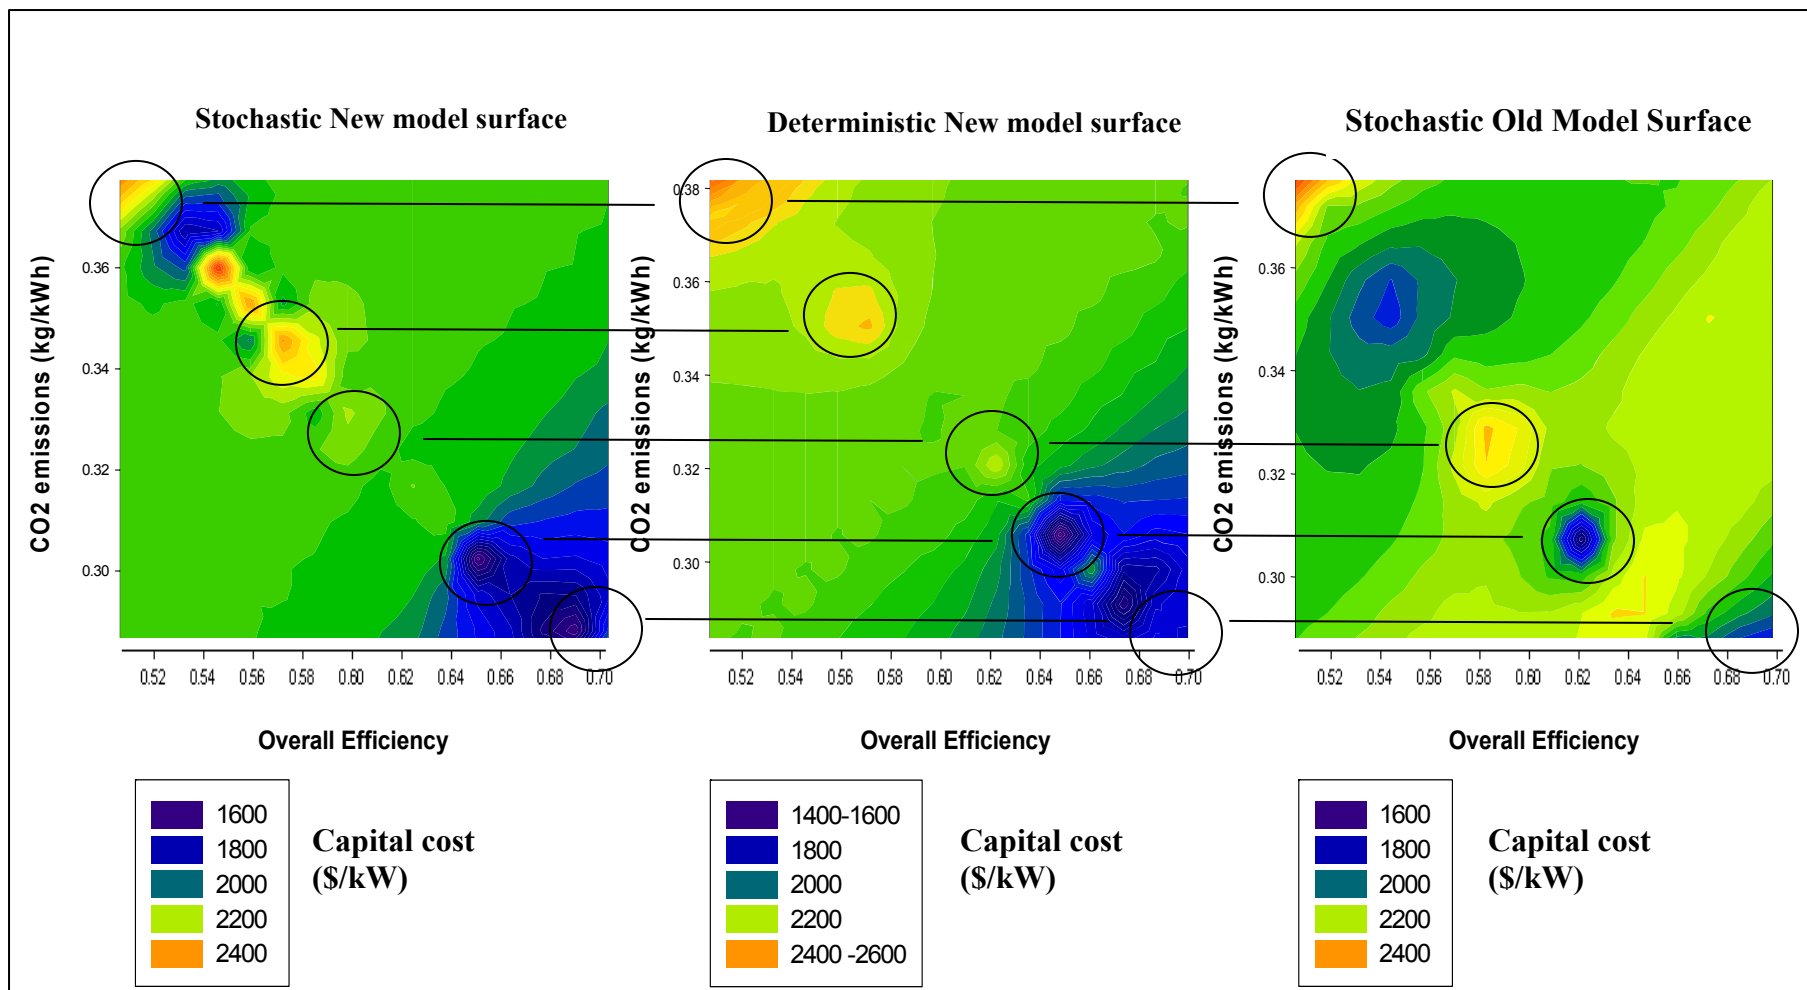 Stochastic New model surface
Deterministic New model surface
Stochastic Old Model Surface
CO2 emissions (kg/kWh)
0.36
0.34
0.32
0.30
0.52 0.54 0.56 0.58 0.60 0.62 0.64 0.66 0.68 0.70
Overall Efficiency
CO2 emissions (kg/kWh)
0.38
0.36
0.34
0.32
0.30
0.52 0.54 0.56 0.58 0.60 0.62 0.64 0.66 0.68 0.70
Overall Efficiency
CO2 emissions (kg/kWh)
0.36
0.34
0.32
0.30
0.52 0.54 0.56 0.58 0.60 0.62 0.64 0.66 0.68 0.70
Overall Efficiency
1600
1800
2000
2200
2400
Capital cost
($/kW)
1400-1600
1800
2000
2200
2400 -2600
Capital cost
($/kW)
1600
1800
2000
2200
2400
Capital cost
($/kW)